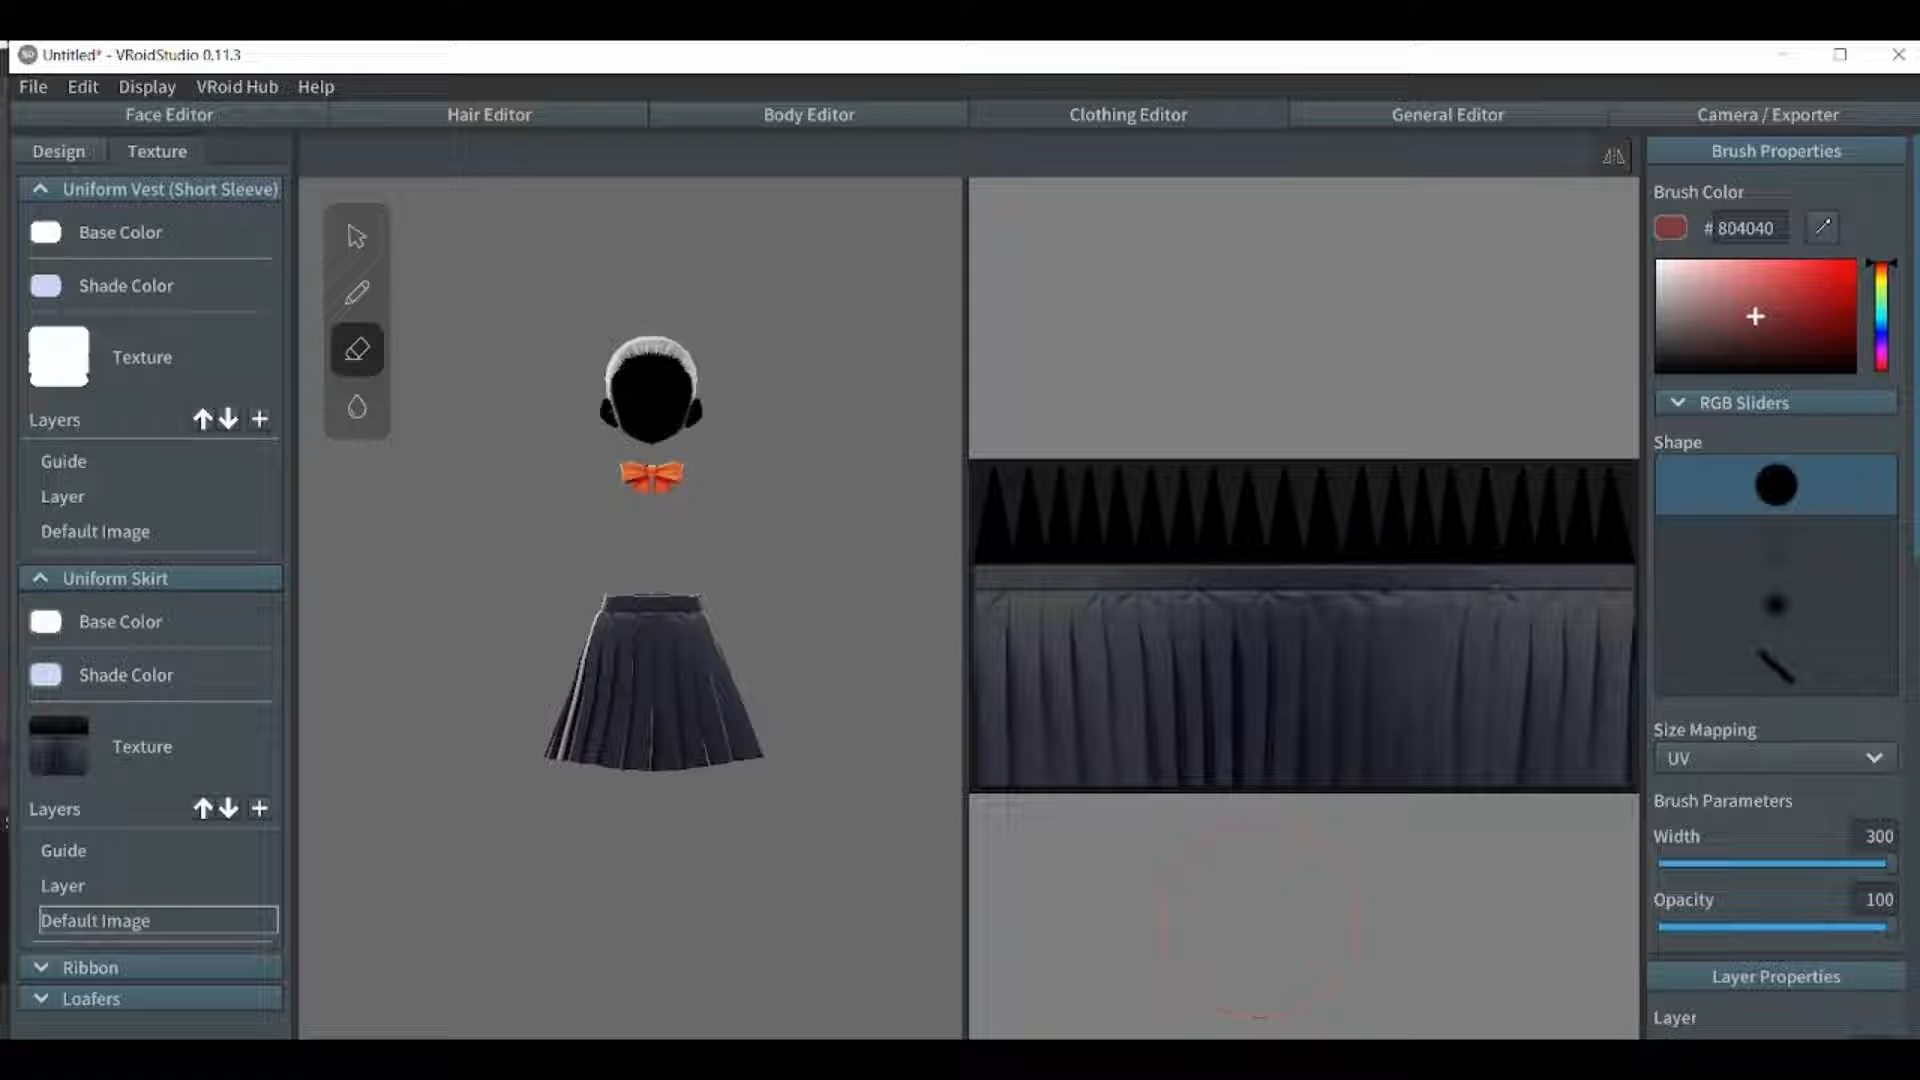 Untitled* - VRoidStudio 0.11.3
File Edit Display VRoid Hub Help
Face Editor Hair Editor Body Editor Clothing Editor General Editor Camera / Exporter
Design Texture
Uniform Vest (Short Sleeve)
Base Color
Shade Color
Texture
Layers
Guide
Layer
Default Image
Uniform Skirt
Base Color
Shade Color
Texture
Layers
Guide
Layer
Default Image
Ribbon
Loafers
Brush Properties
Brush Color
# 804040
RGB Sliders
Shape
Size Mapping
UV
Brush Parameters
Width 300
Opacity 100
Layer Properties
Layer